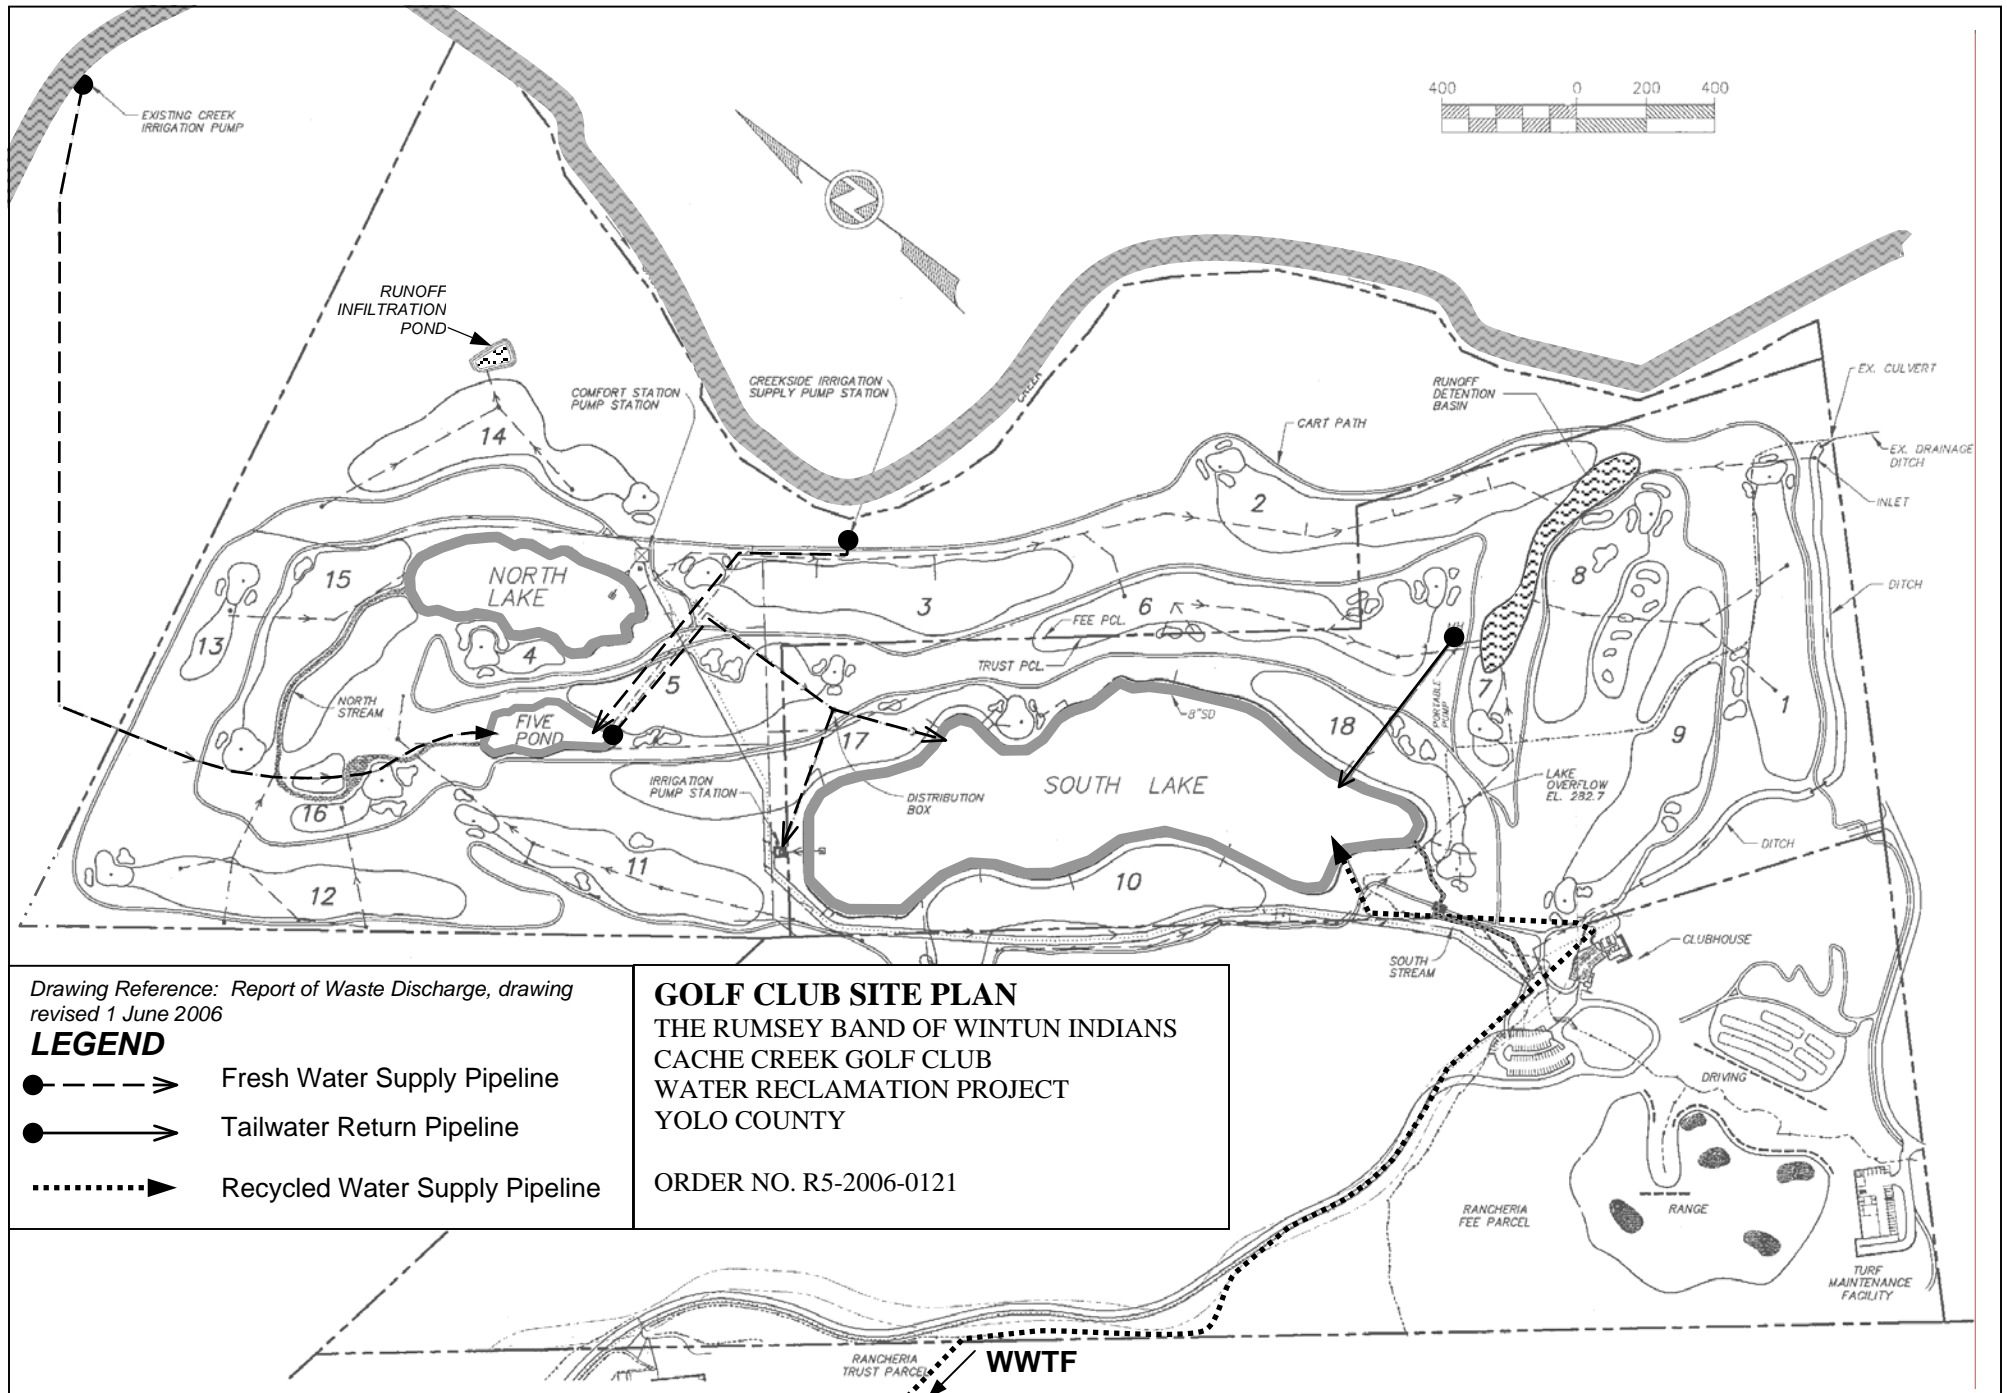 EXISTING CREEK
IRRIGATION PUMP
400
0
200
400
RUNOFF
INFILTRATION
POND
COMFORT STATION
PUMP STATION
CREEKSIDE IRRIGATION
SUPPLY PUMP STATION
CREEK
RUNOFF
DETENTION
BASIN
EX. CULVERT
CART PATH
EX. DRAINAGE
DITCH
INLET
14
2
15
NORTH
LAKE
3
6
8
DITCH
FEE PCL.
MH
13
4
TRUST PCL.
5
7
NORTH
STREAM
FIVE
POND
8"SD
18
PORTABLE
PUMP
1
9
17
IRRIGATION
PUMP STATION
DISTRIBUTION
BOX
SOUTH LAKE
LAKE
OVERFLOW
EL. 282.7
16
DITCH
11
12
10
CLUBHOUSE
SOUTH
STREAM
Drawing Reference: Report of Waste Discharge, drawing
revised 1 June 2006
LEGEND
Fresh Water Supply Pipeline
Tailwater Return Pipeline
Recycled Water Supply Pipeline
GOLF CLUB SITE PLAN
THE RUMSEY BAND OF WINTUN INDIANS
CACHE CREEK GOLF CLUB
WATER RECLAMATION PROJECT
YOLO COUNTY
ORDER NO. R5-2006-0121
DRIVING
RANGE
RANCHERIA
FEE PARCEL
TURF
MAINTENANCE
FACILITY
RANCHERIA
TRUST PARCEL
WWTF